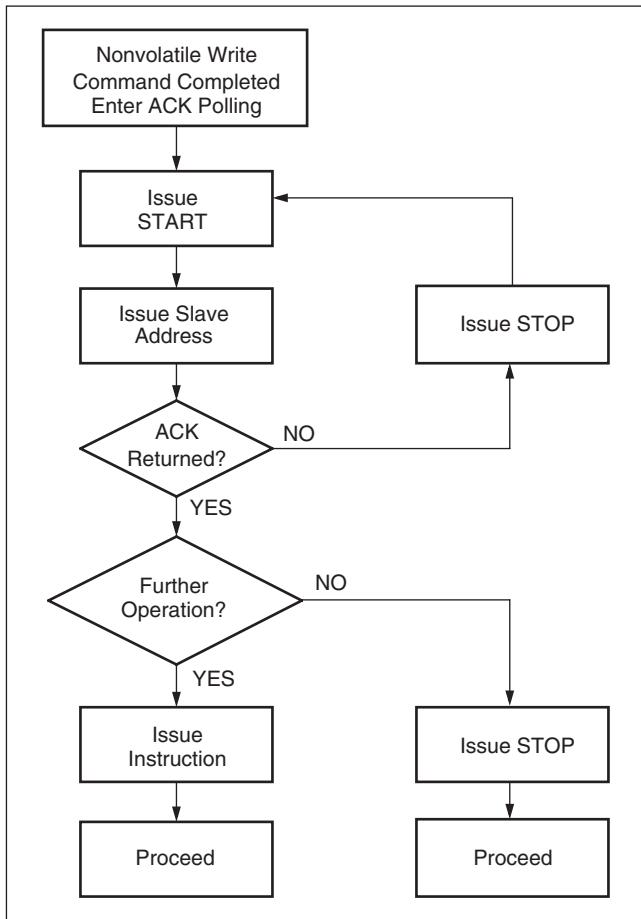 Nonvolatile Write
Command Completed
Enter ACK Polling
Issue
START
Issue Slave
Address
Issue STOP
ACK
Returned?
NO
YES
Further
Operation?
NO
YES
Issue
Instruction
Issue STOP
Proceed
Proceed